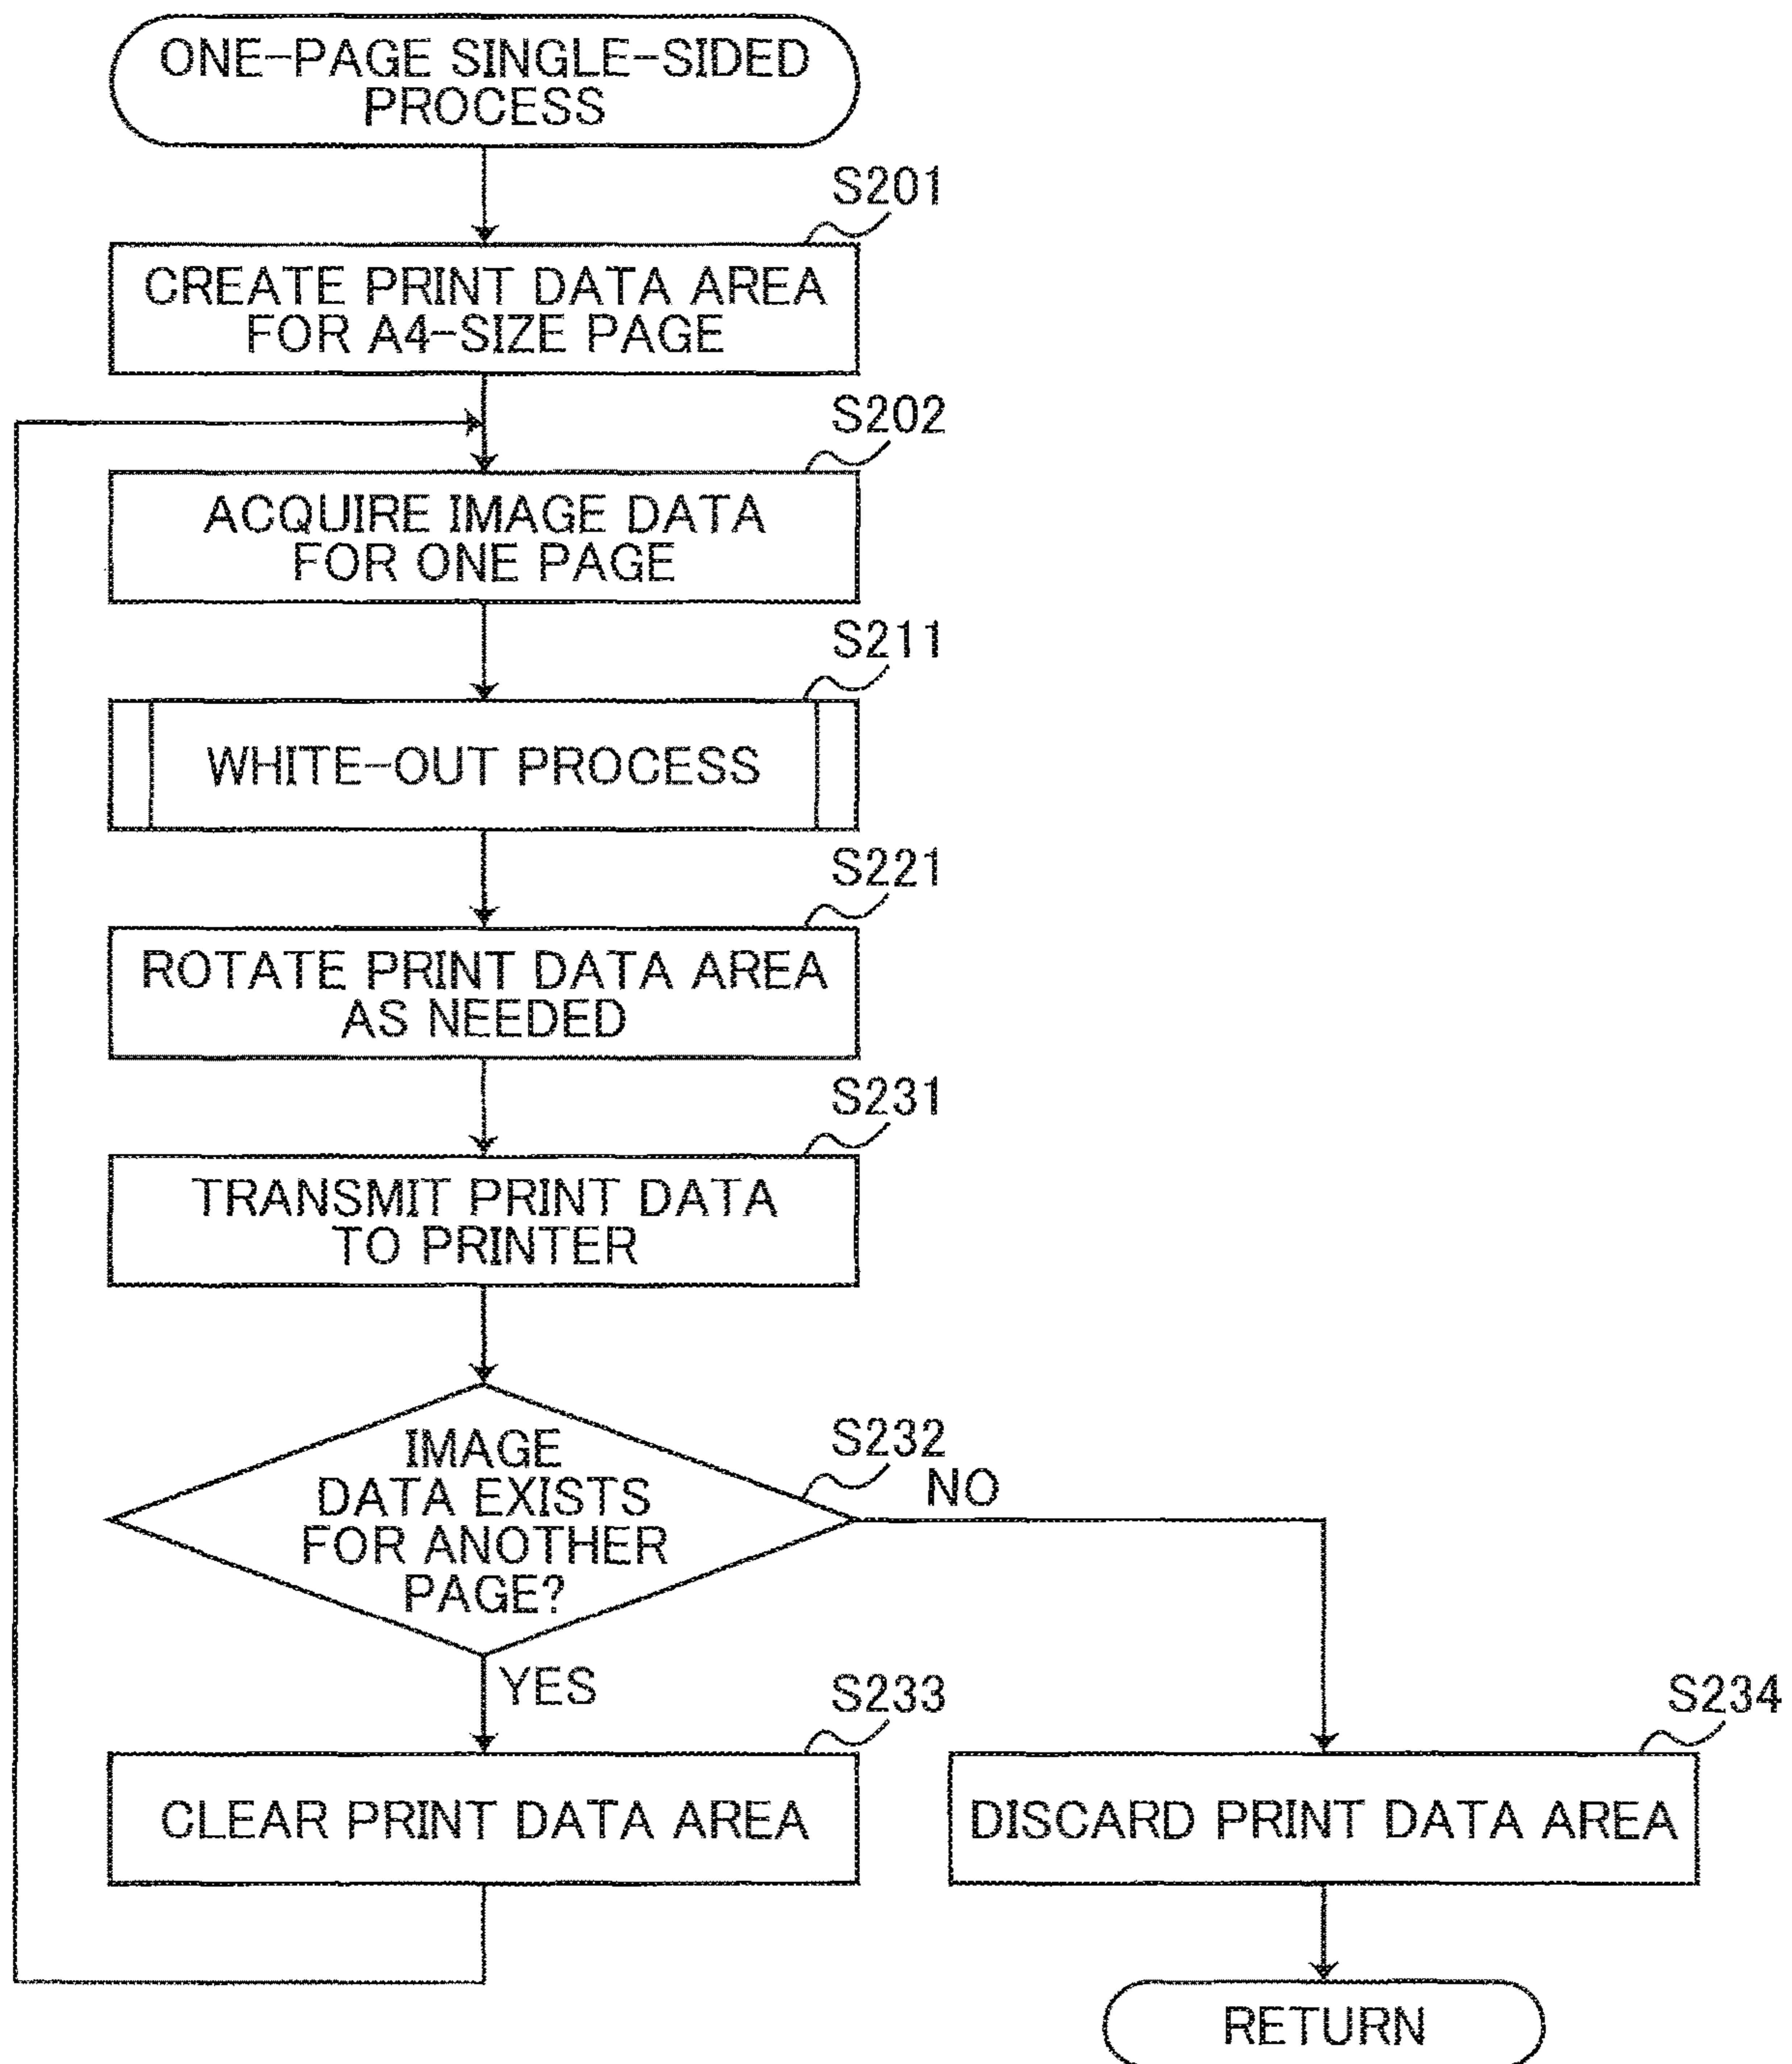 ONE-PAGE SINGLE-SIDED
PROCESS
S201
CREATE PRINT DATA AREA
FOR A4-SIZE PAGE
S202
ACQUIRE IMAGE DATA
FOR ONE PAGE
S211
WHITE-OUT PROCESS
S221
ROTATE PRINT DATA AREA
AS NEEDED
S231
TRANSMIT PRINT DATA
TO PRINTER
S232
IMAGE
DATA EXISTS
FOR ANOTHER
PAGE?
NO
YES
S233
CLEAR PRINT DATA AREA
S234
DISCARD PRINT DATA AREA
RETURN